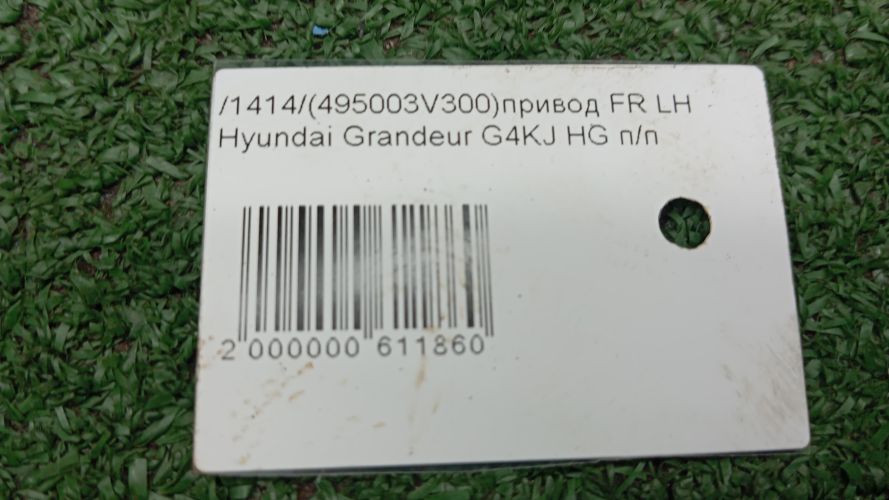 /1414/(495003V300)привод FR LH
Hyundai Grandeur G4KJ HG п/п
2 000000 611860